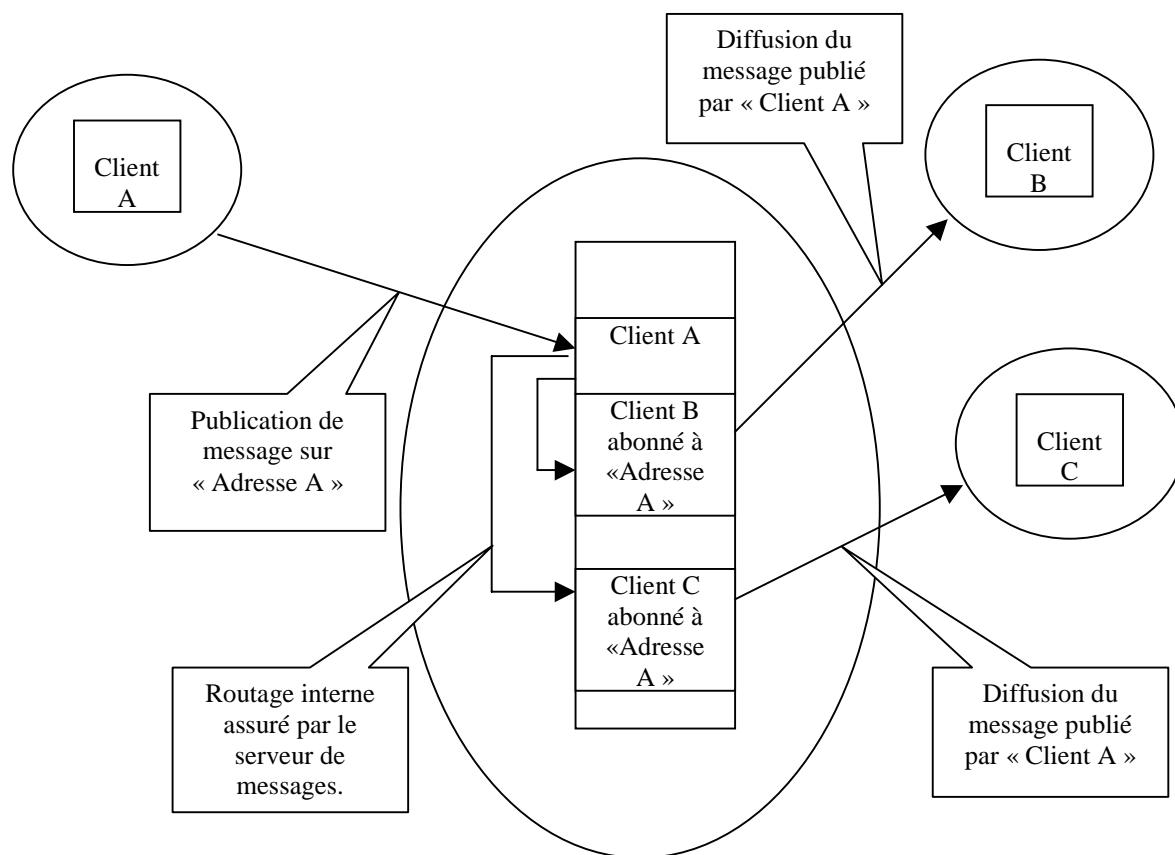 Diffusion du
message publié
par « Client A »
Client
A
Client
B
Client A
Publication de
message sur
« Adresse A »
Client B
abonné à
«Adresse
A »
Client
C
Client C
abonné à
«Adresse
A »
Routage interne
assuré par le
serveur de
messages.
Diffusion du
message publié
par « Client A »